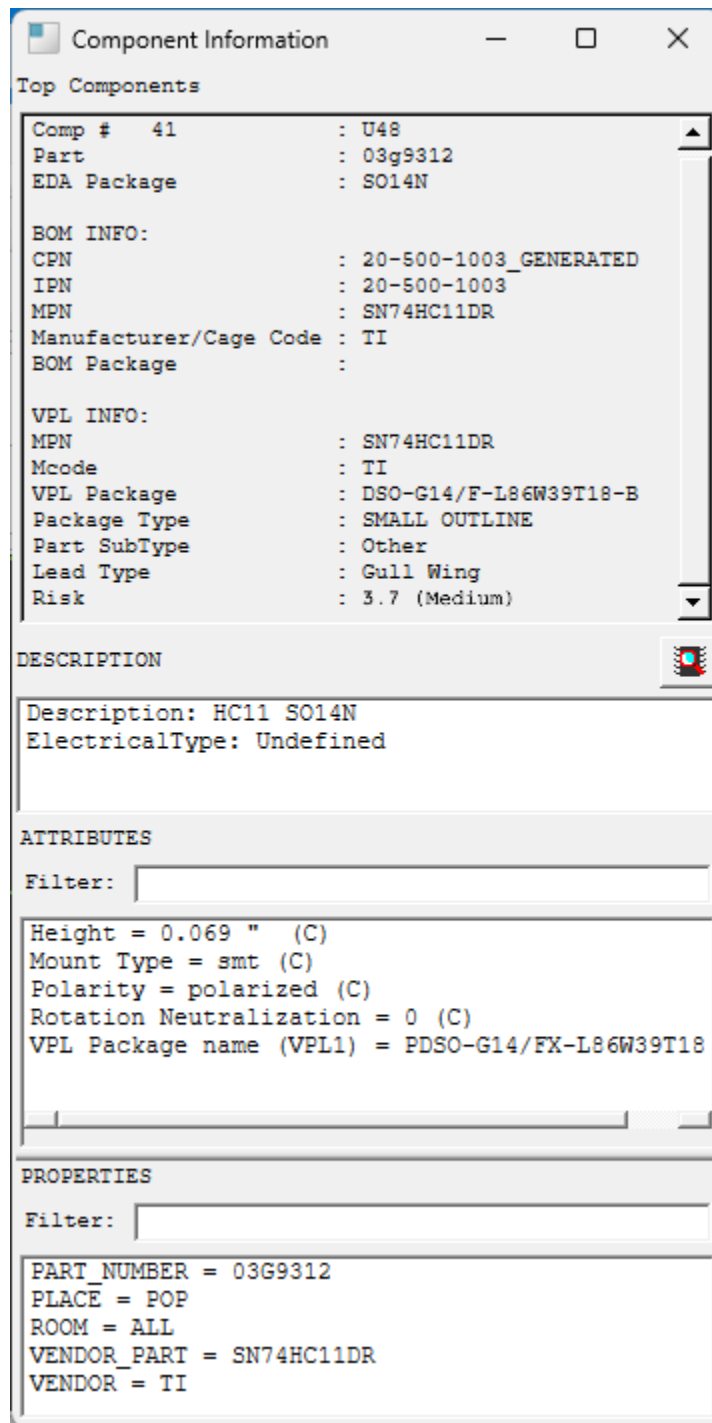 Component Information
Top Components
Comp #   41              : U48
Part                     : 03g9312
EDA Package              : SO14N
BOM INFO:
CPN                      : 20-500-1003_GENERATED
IPN                      : 20-500-1003
MPN                      : SN74HC11DR
Manufacturer/Cage Code : TI
BOM Package              :
VPL INFO:
MPN                      : SN74HC11DR
Mcode                    : TI
VPL Package              : DSO-G14/F-L86W39T18-B
Package Type             : SMALL OUTLINE
Part SubType             : Other
Lead Type                : Gull Wing
Risk                     : 3.7 (Medium)
DESCRIPTION
Description: HC11 SO14N
ElectricalType: Undefined
ATTRIBUTES
Filter:
Height = 0.069 "  (C)
Mount Type = smt (C)
Polarity = polarized (C)
Rotation Neutralization = 0 (C)
VPL Package name (VPL1) = PDSO-G14/FX-L86W39T18
PROPERTIES
Filter:
PART_NUMBER = 03G9312
PLACE = POP
ROOM = ALL
VENDOR_PART = SN74HC11DR
VENDOR = TI